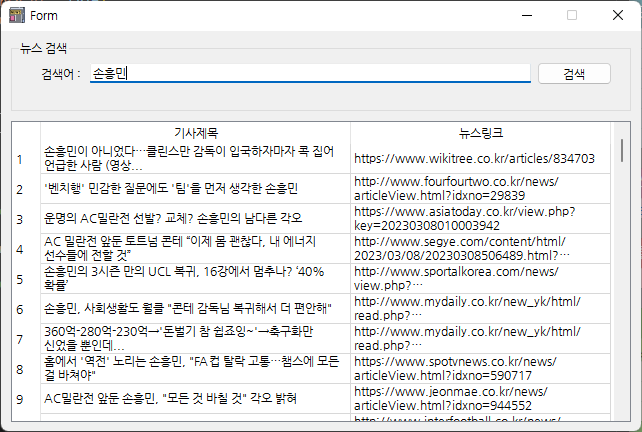 Form
뉴스 검색
검색어 : 손흥민 검색
기사제목 뉴스링크
1 손흥민이 아니었다…클린스만 감독이 입국하자마자 콕 집어
언급한 사람 (영상... https://www.wikitree.co.kr/articles/834703
2 '벤치행' 민감한 질문에도 '팀'을 먼저 생각한 손흥민 http://www.fourfourtwo.co.kr/news/
articleView.html?idxno=29839
3 운명의 AC밀란전 선발? 교체? 손흥민의 남다른 각오 https://www.asiatoday.co.kr/view.php?
key=20230308010003942
4 AC 밀란전 앞둔 토트넘 콘테 “이제 몸 괜찮다, 내 에너지
선수들에 전할 것” http://www.segye.com/content/html/
2023/03/08/20230308506489.html?…
5 손흥민의 3시즌 만의 UCL 복귀, 16강에서 멈추나? ‘40%
확률’ https://www.sportalkorea.com/news/
view.php?…
6 손흥민, 사회생활도 월클 "콘테 감독님 복귀해서 더 편안해" http://www.mydaily.co.kr/new_yk/html/
read.php?…
7 360억-280억-230억→'돈벌기 참 쉽죠잉~'→축구화만
신었을 뿐인데... http://www.mydaily.co.kr/new_yk/html/
read.php?…
8 홈에서 '역전' 노리는 손흥민, "FA컵 탈락 고통…챔스에 모든
걸 바쳐야" https://www.spotvnews.co.kr/news/
articleView.html?idxno=590717
9 AC밀란전 앞둔 손흥민, "모든 것 바칠 것" 각오 밝혀 https://www.jeonmae.co.kr/news/
articleView.html?idxno=944552
http://www.interfootball.co.kr/news/